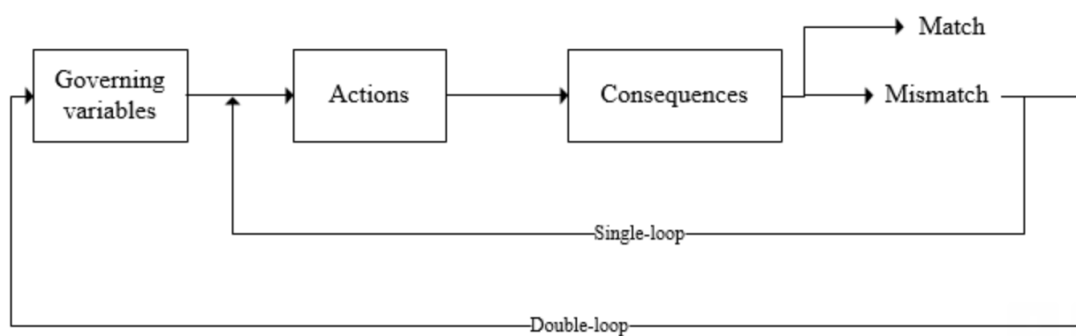 Match
Governing
variables
Actions
Consequences
Mismatch
Single-loop
Double-loop